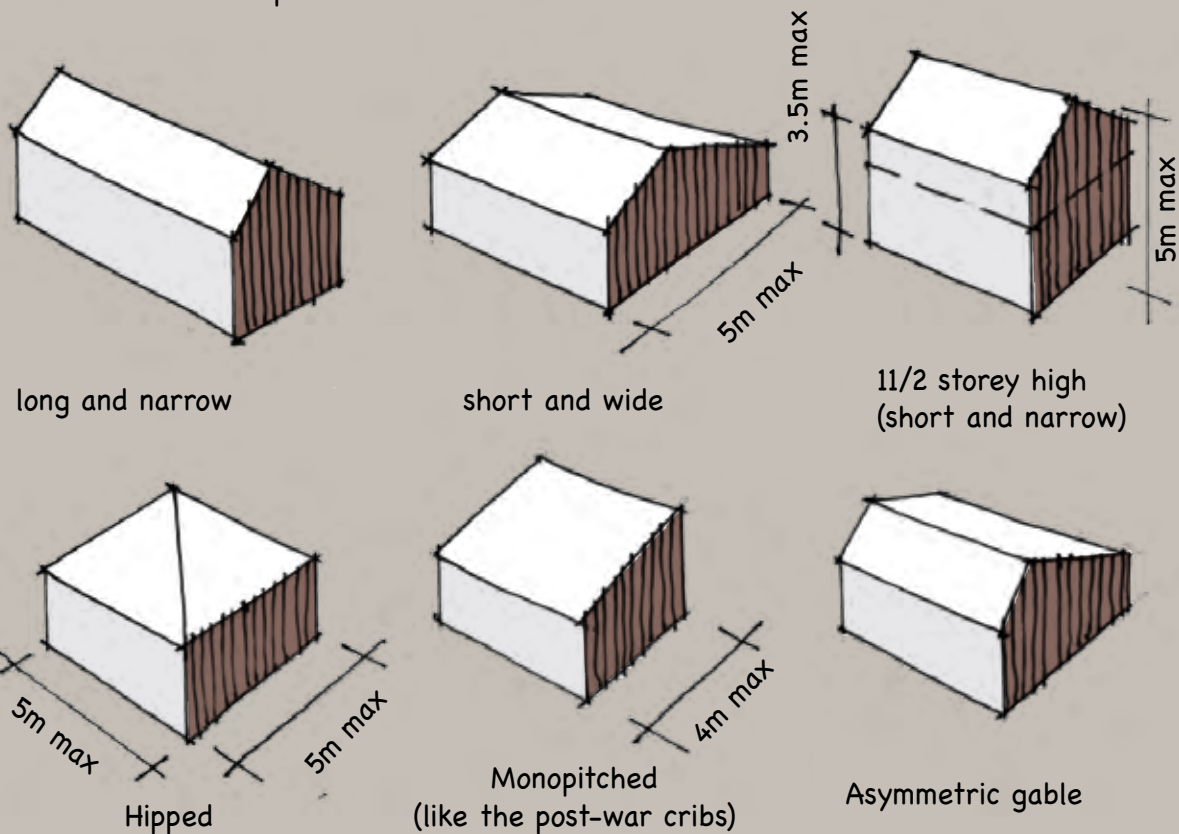 3.5m max
5m max
5m max
long and narrow
short and wide
11/2 storey high
(short and narrow)
5m max
5m max
4m max
Hipped
Monopitched
(like the post-war cribs)
Asymmetric gable